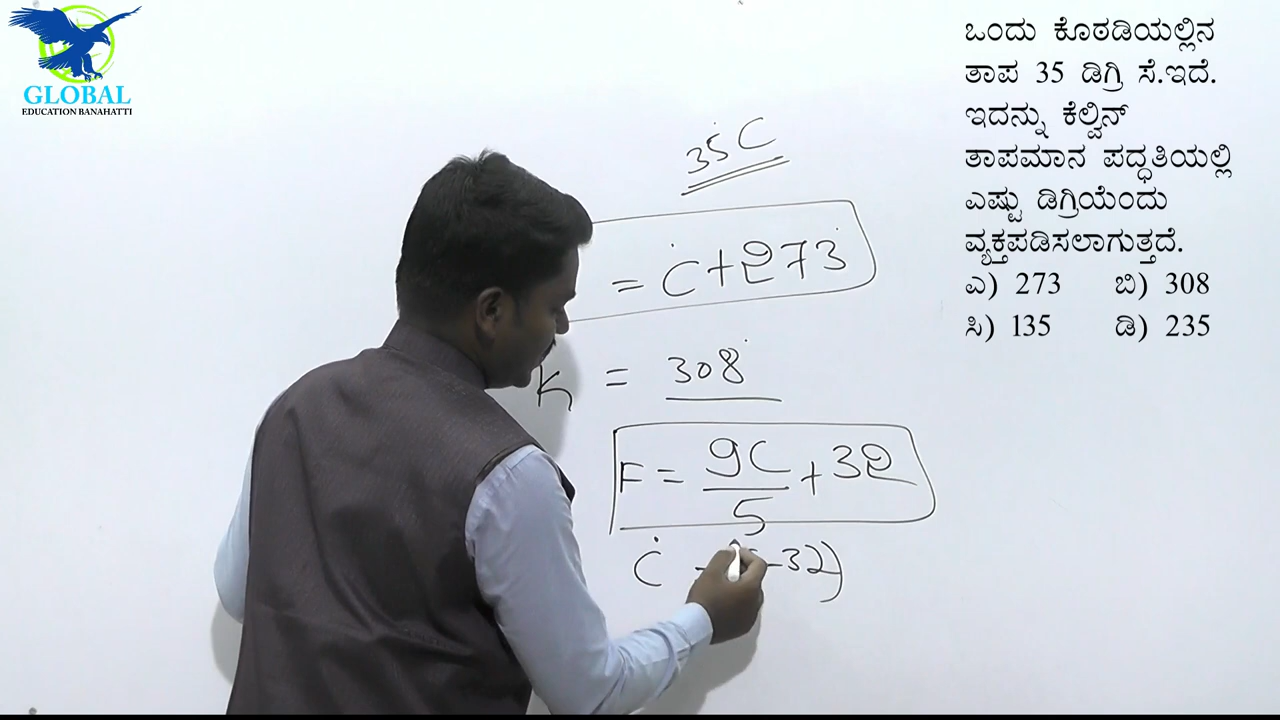 GLOBAL
EDUCATION BANAHATTI
ಒಂದು ಕೊಠಡಿಯಲ್ಲಿನ
ತಾಪ 35 ಡಿಗ್ರಿ ಸೆ.ಇದೆ.
ಇದನ್ನು ಕೆಲ್ವಿನ್
ತಾಪಮಾನ ಪದ್ಧತಿಯಲ್ಲಿ
ಎಷ್ಟು ಡಿಗ್ರಿಯೆಂದು
ವ್ಯಕ್ತಪಡಿಸಲಾಗುತ್ತದೆ.
ಎ) 273 ಬಿ) 308
ಸಿ) 135 ಡಿ) 235
35°C
= °C + 273°
K = 308°
F = 9C/5 + 32
°C -32)